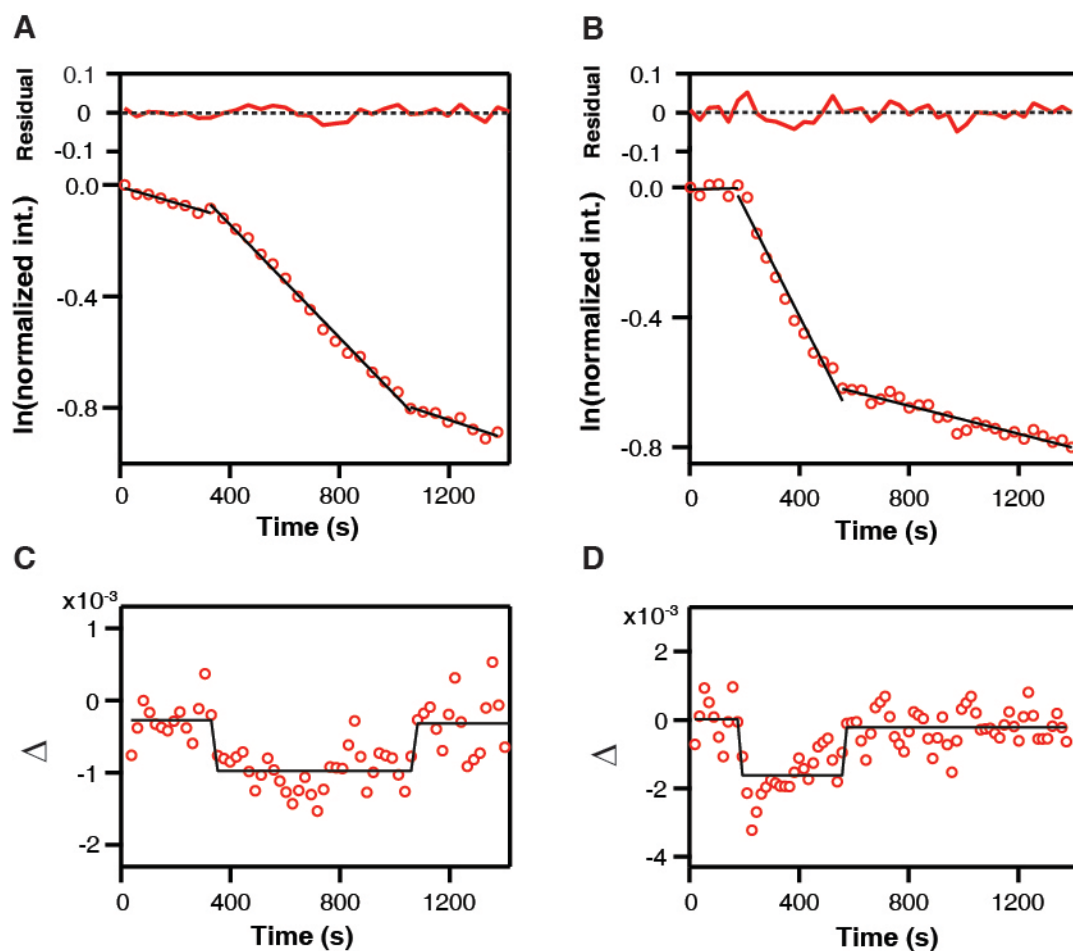 A
Residual
0.1
0
-0.1
ln(normalized int.)
0.0
-0.4
-0.8
0 400 800 1200
Time (s)
B
Residual
0.1
0
-0.1
ln(normalized int.)
0.0
-0.4
-0.8
0 400 800 1200
Time (s)
C
x10-3
Δ
1
0
-1
-2
0 400 800 1200
Time (s)
D
x10-3
Δ
2
0
-2
-4
0 400 800 1200
Time (s)